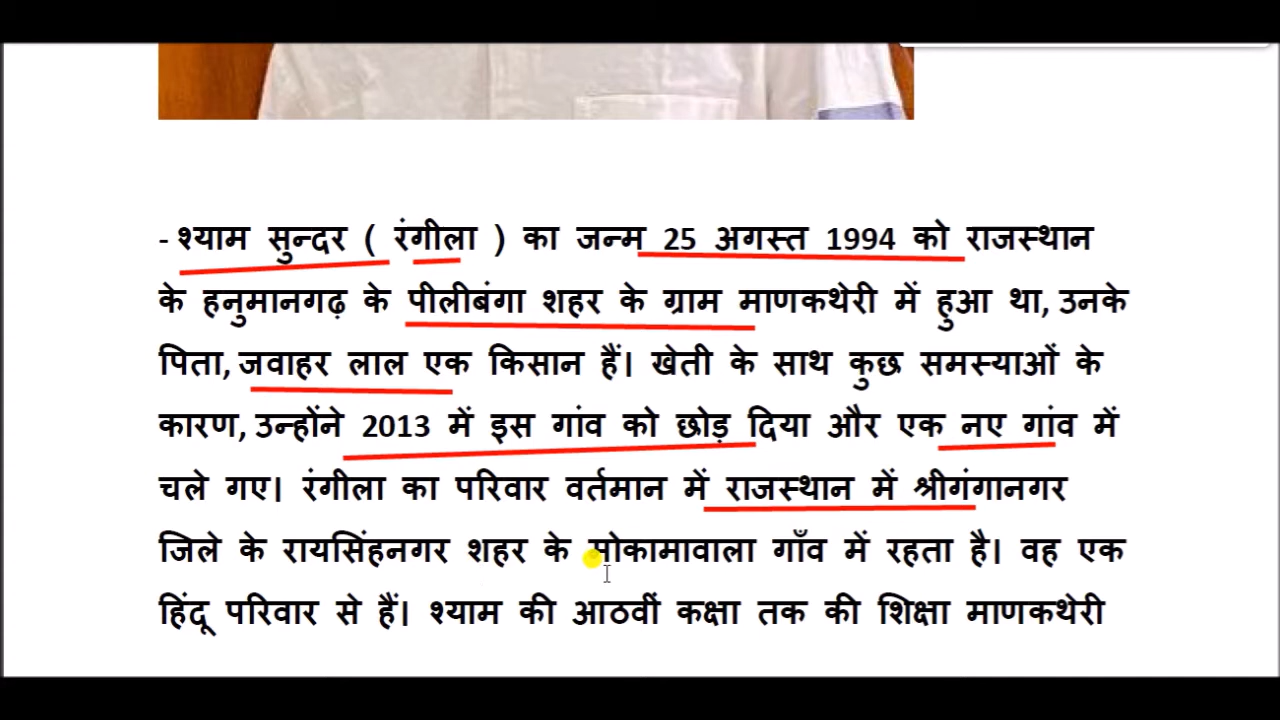 - श्याम सुन्दर ( रंगीला ) का जन्म 25 अगस्त 1994 को राजस्थान
के हनुमानगढ़ के पीलीबंगा शहर के ग्राम माणकथेरी में हुआ था, उनके
पिता, जवाहर लाल एक किसान हैं। खेती के साथ कुछ समस्याओं के
कारण, उन्होंने 2013 में इस गांव को छोड़ दिया और एक नए गांव में
चले गए। रंगीला का परिवार वर्तमान में राजस्थान में श्रीगंगानगर
जिले के रायसिंहनगर शहर के मोकामावाला गाँव में रहता है। वह एक
हिंदू परिवार से हैं। श्याम की आठवीं कक्षा तक की शिक्षा माणकथेरी